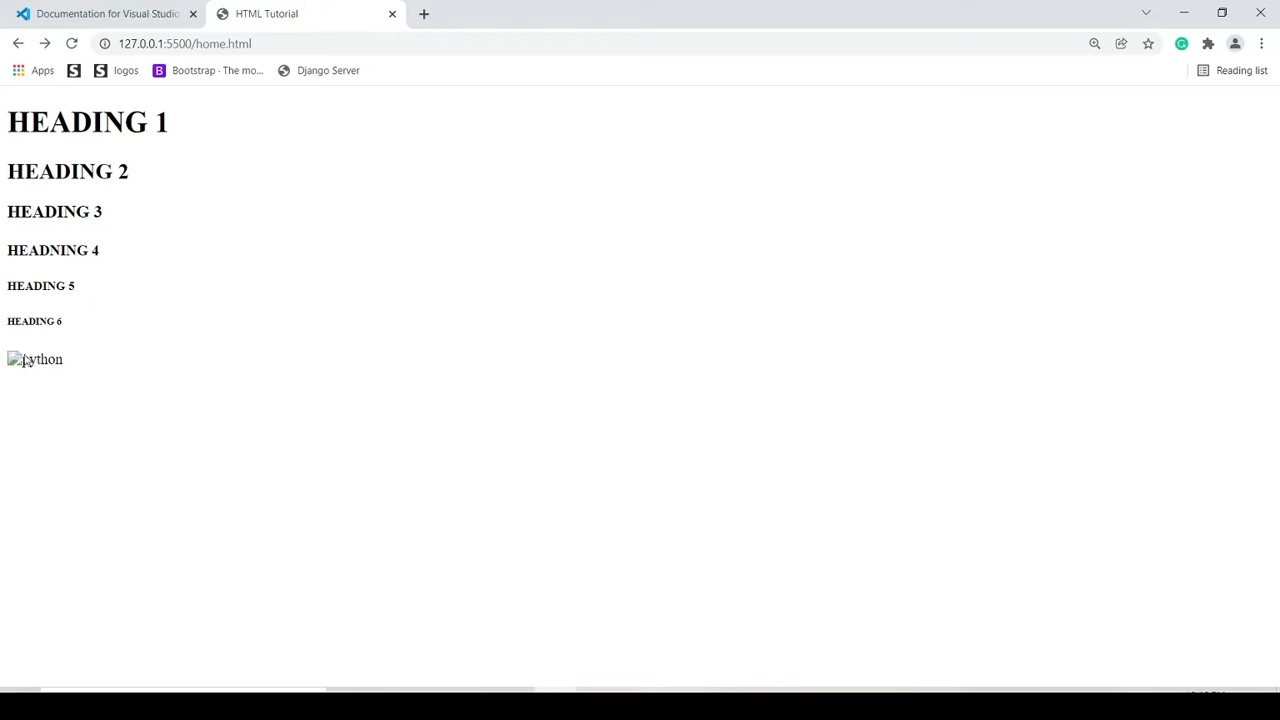 Documentation for Visual Studio
HTML Tutorial
127.0.0.1:5500/home.html
Apps
logos
Bootstrap · The mo...
Django Server
Reading list
HEADING 1
HEADING 2
HEADING 3
HEADNING 4
HEADING 5
HEADING 6
python